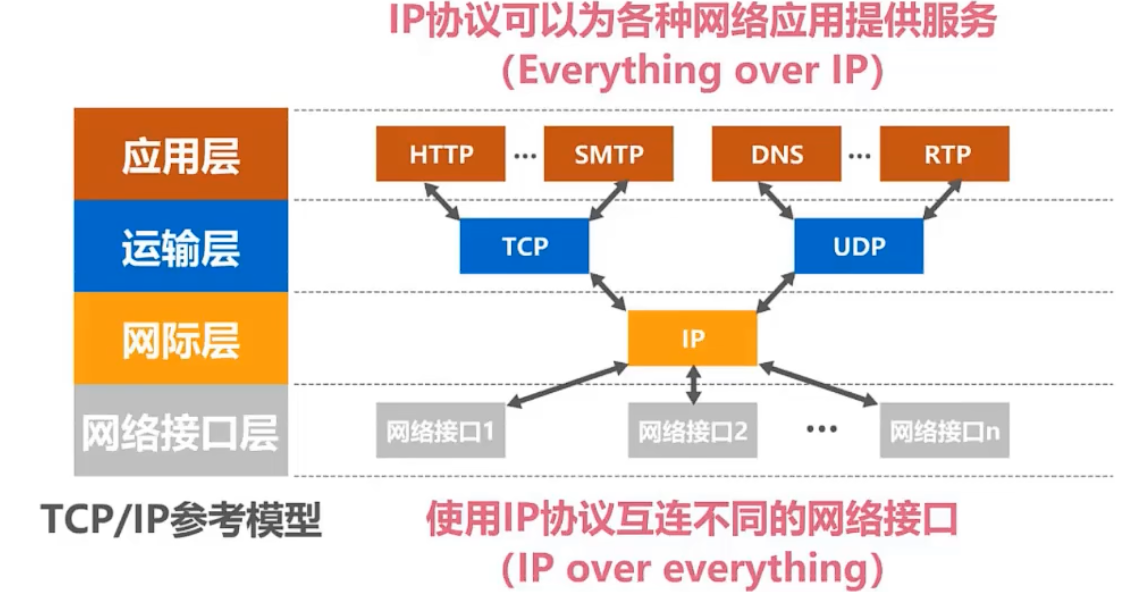 IP协议可以为各种网络应用提供服务
（Everything over IP）
应用层
HTTP ··· SMTP DNS ··· RTP
运输层
TCP UDP
网际层
IP
网络接口层
网络接口1 网络接口2 ··· 网络接口n
TCP/IP参考模型
使用IP协议互连不同的网络接口
（IP over everything）